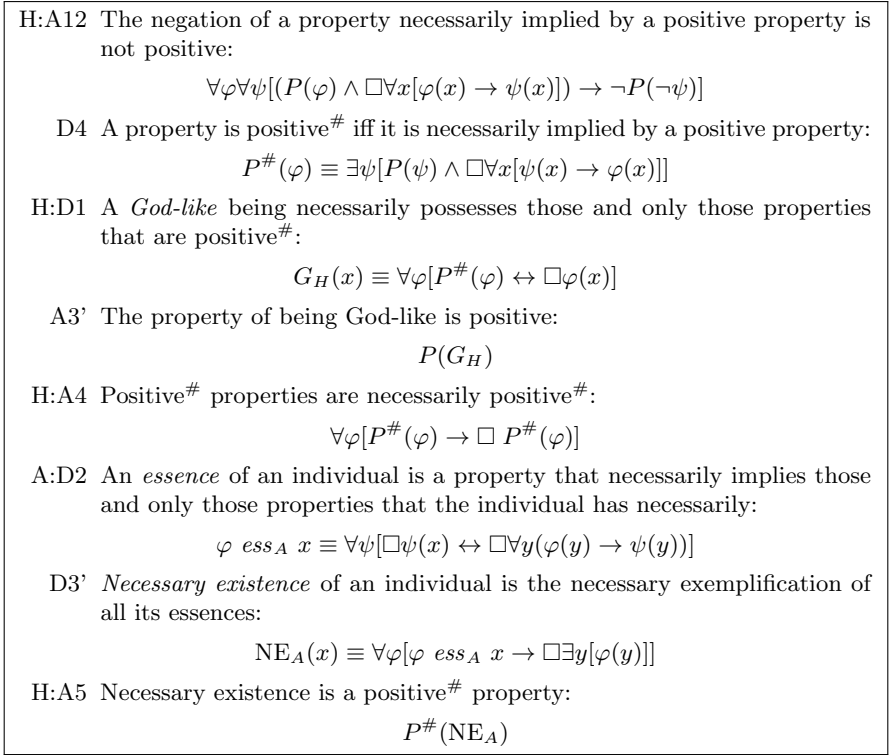 H:A12 The negation of a property necessarily implied by a positive property is
not positive:
∀φ∀ψ[(P(φ) ∧ □∀x[φ(x) → ψ(x)]) → ¬P(¬ψ)]
D4 A property is positive# iff it is necessarily implied by a positive property:
P#(φ) ≡ ∃ψ[P(ψ) ∧ □∀x[ψ(x) → φ(x)]]
H:D1 A God-like being necessarily possesses those and only those properties
that are positive#:
G_H(x) ≡ ∀φ[P#(φ) ↔ □φ(x)]
A3' The property of being God-like is positive:
P(G_H)
H:A4 Positive# properties are necessarily positive#:
∀φ[P#(φ) → □ P#(φ)]
A:D2 An essence of an individual is a property that necessarily implies those
and only those properties that the individual has necessarily:
φ ess_A x ≡ ∀ψ[□ψ(x) ↔ □∀y(φ(y) → ψ(y))]
D3' Necessary existence of an individual is the necessary exemplification of
all its essences:
NE_A(x) ≡ ∀φ[φ ess_A x → □∃y[φ(y)]]
H:A5 Necessary existence is a positive# property:
P#(NE_A)